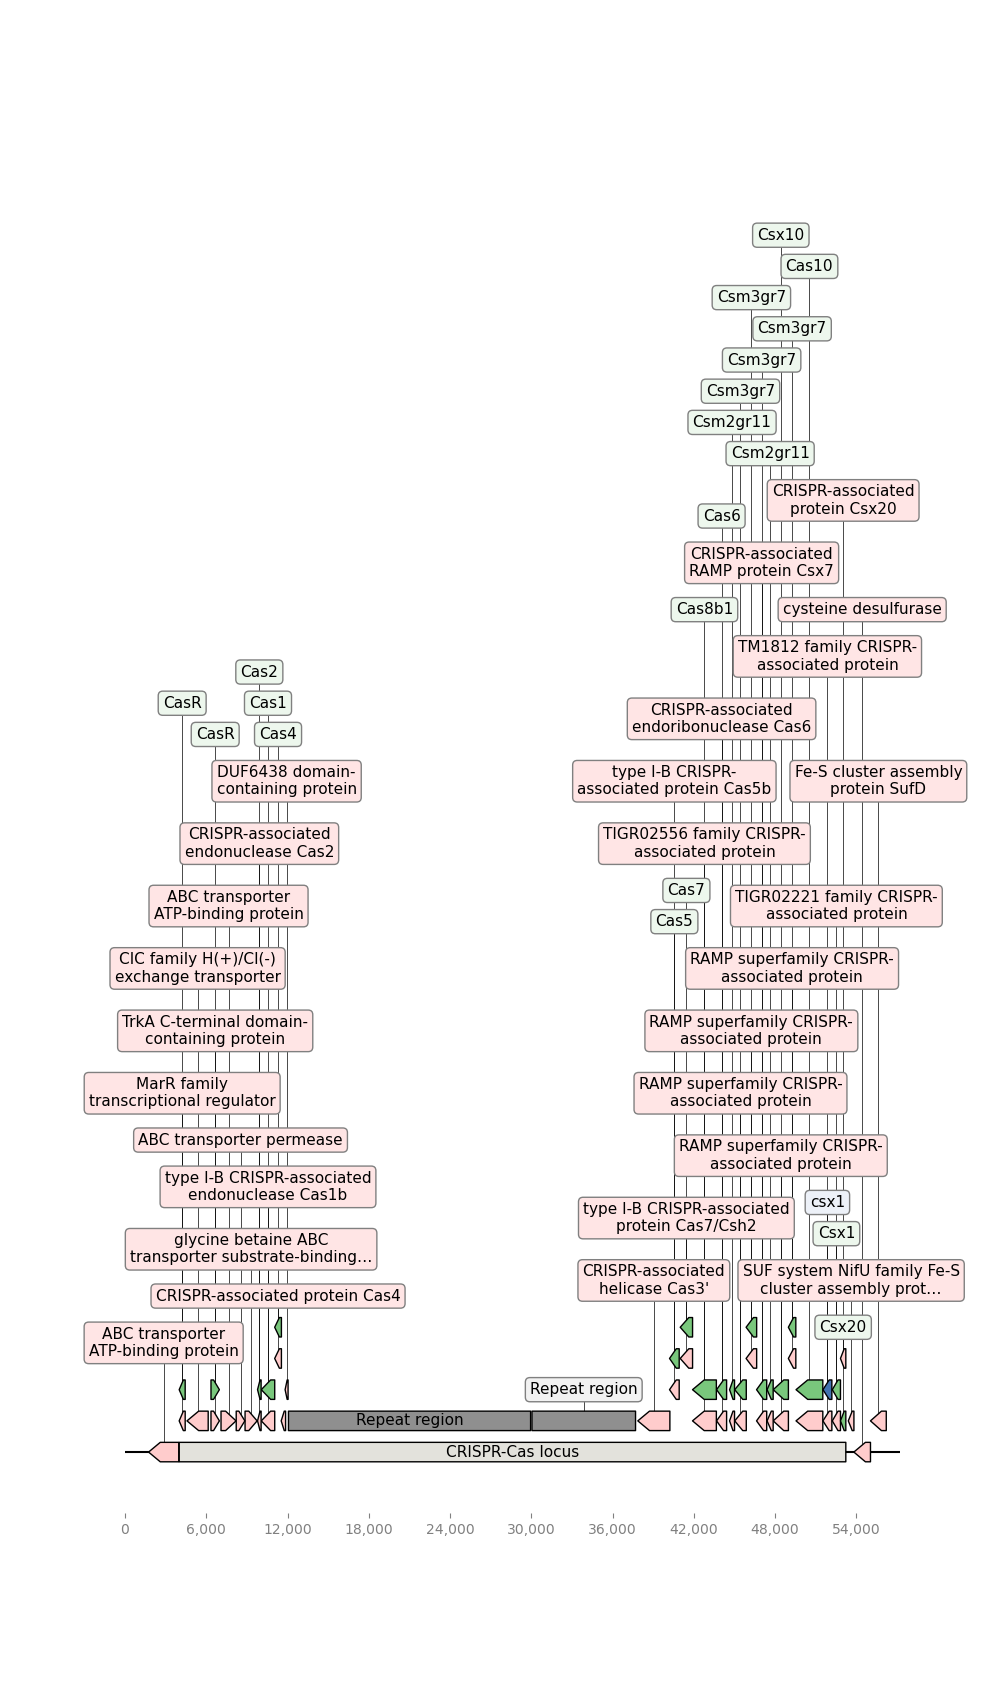 Csx10
Cas10
Csm3gr7
Csm3gr7
Csm3gr7
Csm3gr7
Csm2gr11
Csm2gr11
CRISPR-associated
protein Csx20
Cas6
CRISPR-associated
RAMP protein Csx7
Cas8b1
cysteine desulfurase
TM1812 family CRISPR-
associated protein
Cas2
CasR
Cas1
CRISPR-associated
endoribonuclease Cas6
CasR
Cas4
DUF6438 domain-
containing protein
type I-B CRISPR-
associated protein Cas5b
Fe-S cluster assembly
protein SufD
CRISPR-associated
endonuclease Cas2
TIGR02556 family CRISPR-
associated protein
Cas7
ABC transporter
ATP-binding protein
TIGR02221 family CRISPR-
associated protein
Cas5
ClC family H(+)/Cl(-)
exchange transporter
RAMP superfamily CRISPR-
associated protein
TrkA C-terminal domain-
containing protein
RAMP superfamily CRISPR-
associated protein
MarR family
transcriptional regulator
RAMP superfamily CRISPR-
associated protein
ABC transporter permease
RAMP superfamily CRISPR-
associated protein
type I-B CRISPR-associated
endonuclease Cas1b
csx1
type I-B CRISPR-associated
protein Cas7/Csh2
Csx1
glycine betaine ABC
transporter substrate-binding...
CRISPR-associated
helicase Cas3'
SUF system NifU family Fe-S
cluster assembly prot...
CRISPR-associated protein Cas4
Csx20
ABC transporter
ATP-binding protein
Repeat region
Repeat region
CRISPR-Cas locus
0
6,000
12,000
18,000
24,000
30,000
36,000
42,000
48,000
54,000